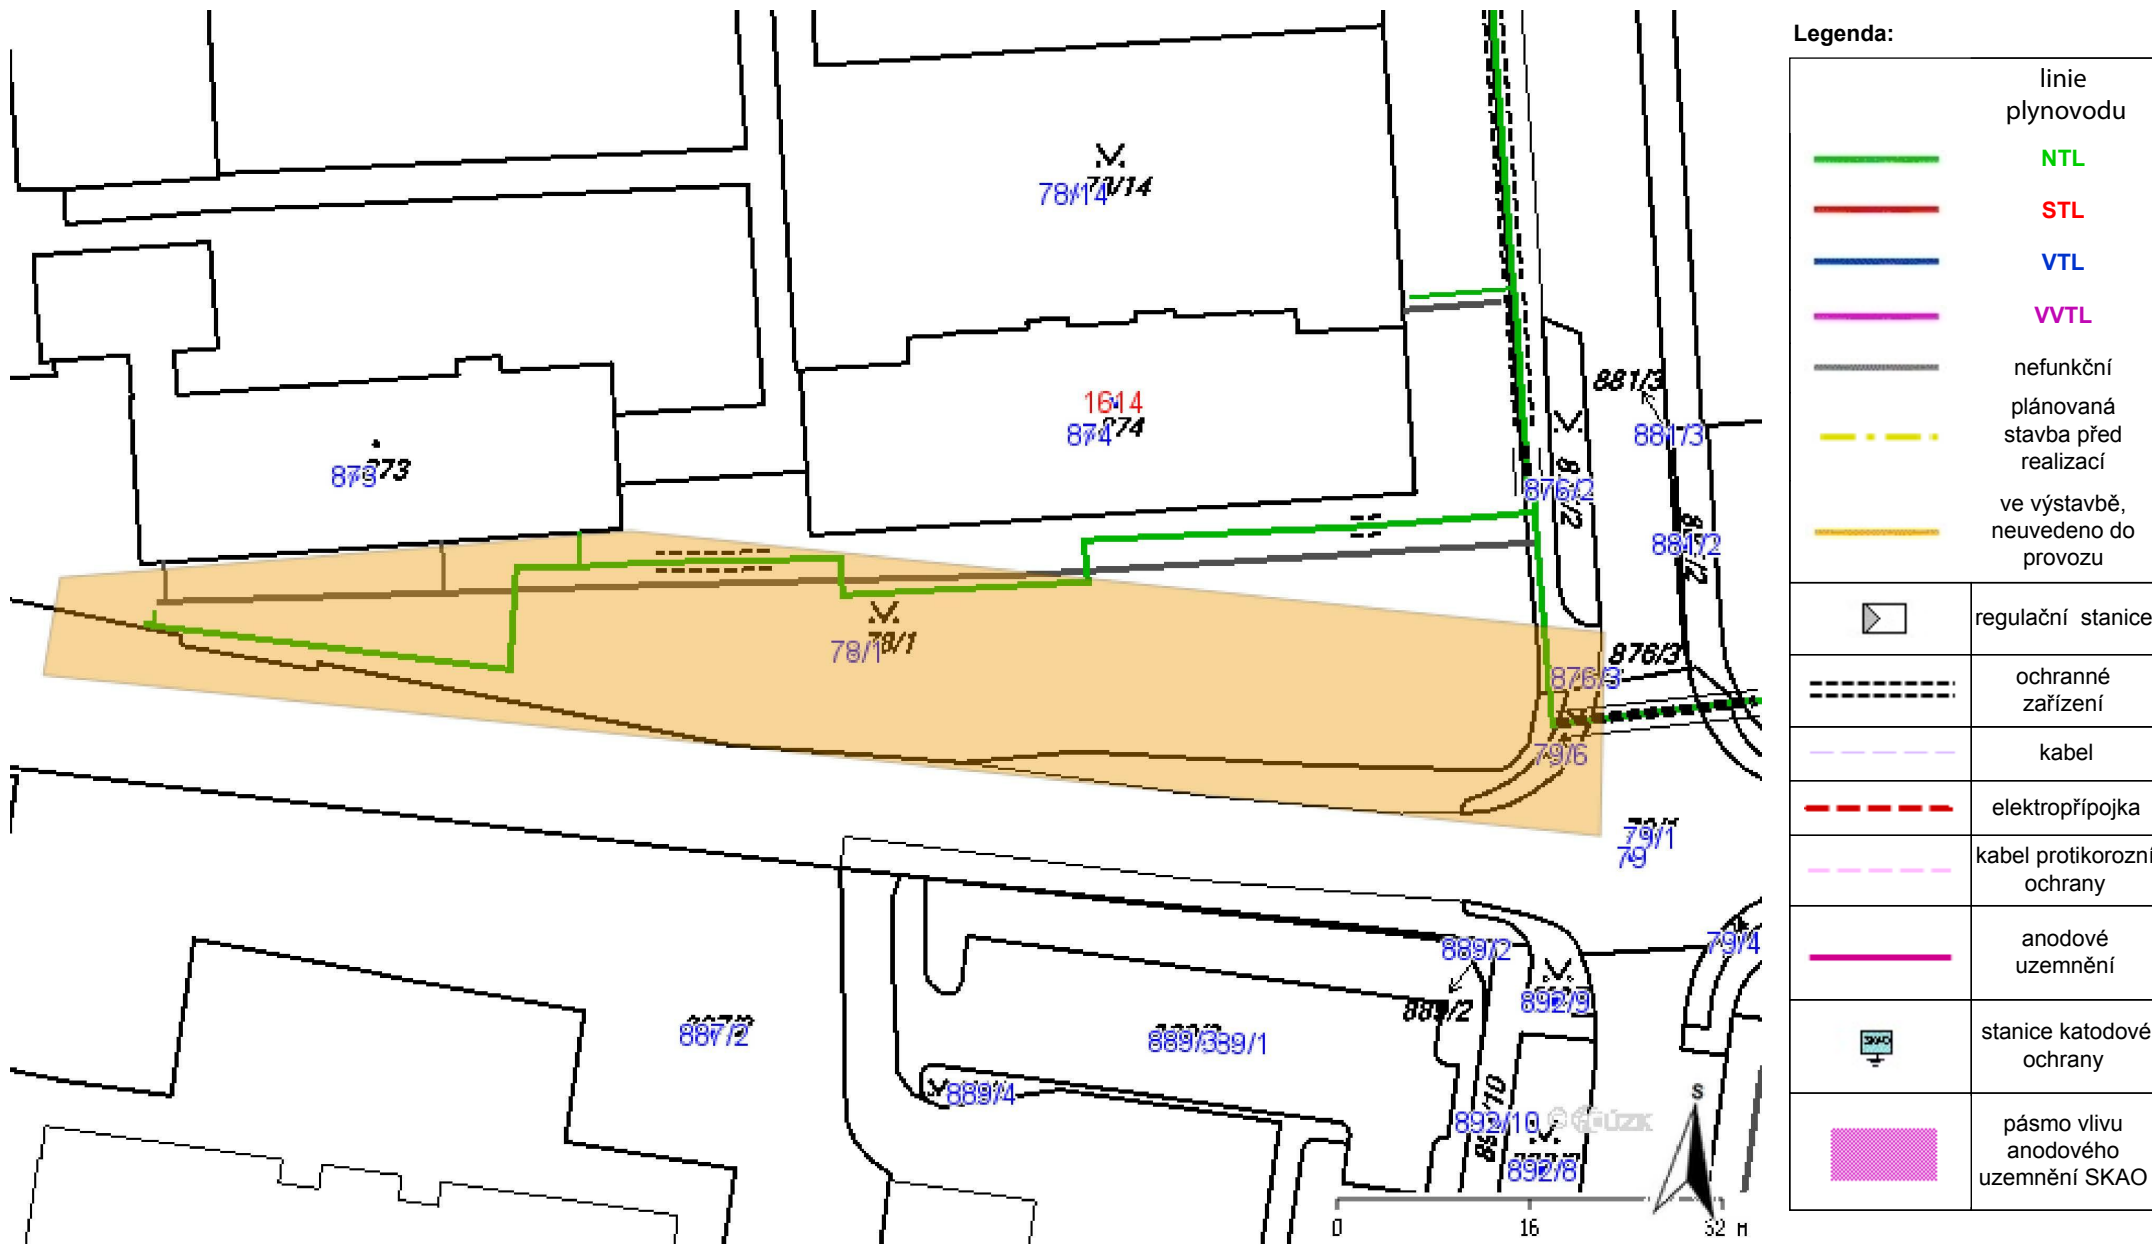 Legenda:
linie
plynovodu
NTL
STL
VTL
VVTL
nefunkční
plánovaná
stavba před
realizací
ve výstavbě,
neuvedeno do
provozu
regulační stanice
ochranné
zařízení
kabel
elektropřípojka
kabel protikorozní
ochrany
anodové
uzemnění
stanice katodové
ochrany
pásmo vlivu
anodového
uzemnění SKAO
78/14
1614
874
873
881/3
881/3
876/2
881/2
78/1
78/1
876/3
876/3
79/6
79/1
79
79/4
889/2
889/2
892/9
887/2
889/3
889/1
889/4
892/10
892/8
S
0
16
32